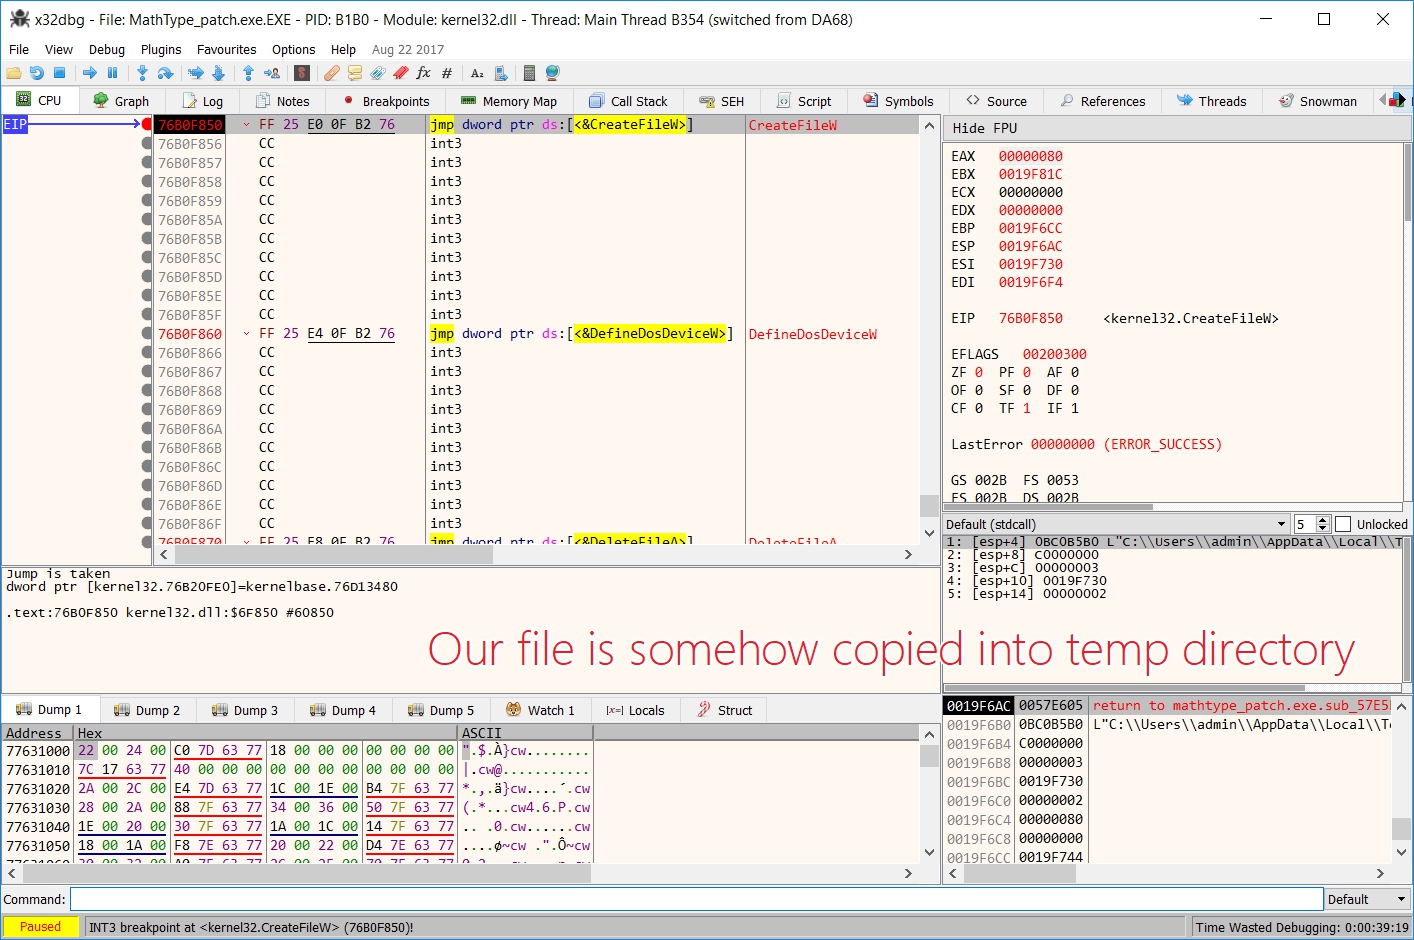 x32dbg - File: MathType_patch.exe.EXE - PID: B1B0 - Module: kernel32.dll - Thread: Main Thread B354 (switched from DA68)
File View Debug Plugins Favourites Options Help Aug 22 2017
CPU Graph Log Notes Breakpoints Memory Map Call Stack SEH Script Symbols Source References Threads Snowman
EIP
76B0F850 FF 25 E0 0F B2 76 jmp dword ptr ds:[<&CreateFileW>] CreateFileW
76B0F856 CC int3
76B0F857 CC int3
76B0F858 CC int3
76B0F859 CC int3
76B0F85A CC int3
76B0F85B CC int3
76B0F85C CC int3
76B0F85D CC int3
76B0F85E CC int3
76B0F85F CC int3
76B0F860 FF 25 E4 0F B2 76 jmp dword ptr ds:[<&DefineDosDeviceW>] DefineDosDeviceW
76B0F866 CC int3
76B0F867 CC int3
76B0F868 CC int3
76B0F869 CC int3
76B0F86A CC int3
76B0F86B CC int3
76B0F86C CC int3
76B0F86D CC int3
76B0F86E CC int3
76B0F86F CC int3
76B0F870 FF 25 E8 0F B2 76 jmp dword ptr ds:[<&DeleteFileA>] DeleteFileA
Hide FPU
EAX 00000080
EBX 0019F81C
ECX 00000000
EDX 00000000
EBP 0019F6CC
ESP 0019F6AC
ESI 0019F730
EDI 0019F6F4
EIP 76B0F850 <kernel32.CreateFileW>
EFLAGS 00200300
ZF 0 PF 0 AF 0
OF 0 SF 0 DF 0
CF 0 TF 1 IF 1
LastError 00000000 (ERROR_SUCCESS)
GS 002B FS 0053
ES 002B DS 002B
Default (stdcall) 5 Unlocked
1: [esp+4] 0BC0B5B0 L"C:\\Users\\admin\\AppData\\Local\\T
2: [esp+8] C0000000
3: [esp+C] 00000003
4: [esp+10] 0019F730
5: [esp+14] 00000002
Jump is taken
dword ptr [kernel32.76B20FE0]=kernelbase.76D13480
.text:76B0F850 kernel32.dll:$6F850 #60850
Our file is somehow copied into temp directory
Dump 1 Dump 2 Dump 3 Dump 4 Dump 5 Watch 1 [x=] Locals Struct
Address Hex ASCII
77631000 22 00 24 00 C0 7D 63 77 18 00 00 00 00 00 00 00 ".$.À}cw........
77631010 7C 17 63 77 40 00 00 00 00 00 00 00 00 00 00 00 |.cw@...........
77631020 2A 00 2C 00 E4 7D 63 77 1C 00 1E 00 B4 7F 63 77 *.,.ä}cw....´.cw
77631030 28 00 2A 00 88 7F 63 77 34 00 36 00 50 7F 63 77 (.*...cw4.6.P.cw
77631040 1E 00 20 00 30 7F 63 77 1A 00 1C 00 14 7F 63 77 .. .0.cw......cw
77631050 18 00 1A 00 F8 7E 63 77 20 00 22 00 D4 7E 63 77 ....ø~cw .".Ô~cw
0019F6AC 0057E605 return to mathtype_patch.exe.sub_57E5
0019F6B0 0BC0B5B0 L"C:\\Users\\admin\\AppData\\Local\\Te
0019F6B4 C0000000
0019F6B8 00000003
0019F6BC 0019F730
0019F6C0 00000002
0019F6C4 00000080
0019F6C8 00000000
0019F6CC 0019F744
Command: Default
Paused INT3 breakpoint at <kernel32.CreateFileW> (76B0F850)! Time Wasted Debugging: 0:00:39:19